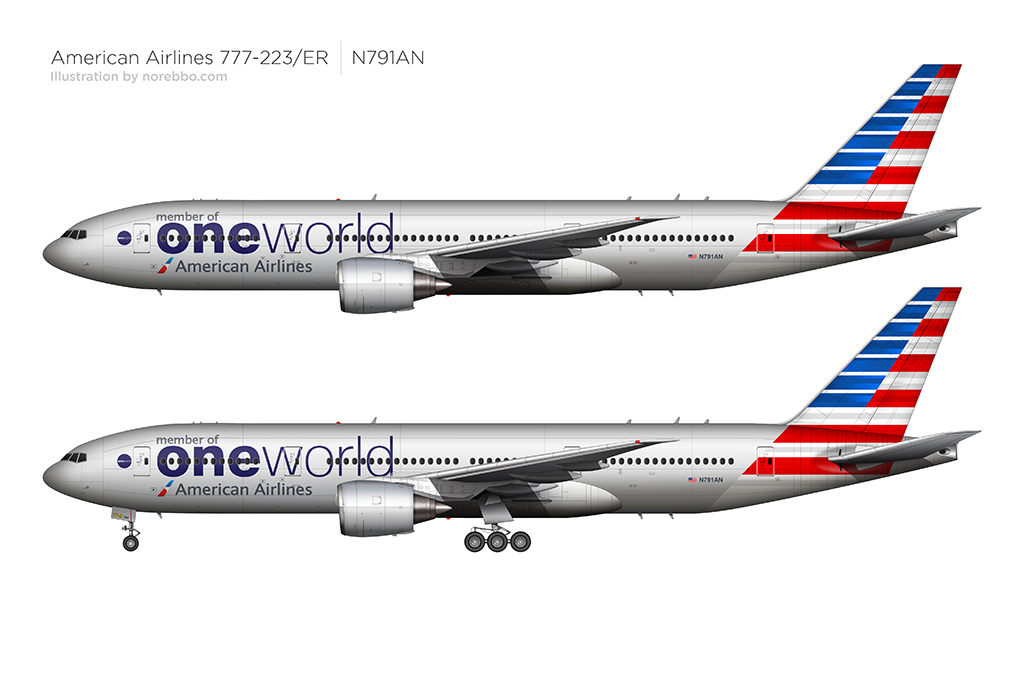 American Airlines 777-223/ER | N791AN
Illustration by norebbo.com
member of
oneworld
American Airlines
N791AN
member of
oneworld
American Airlines
N791AN